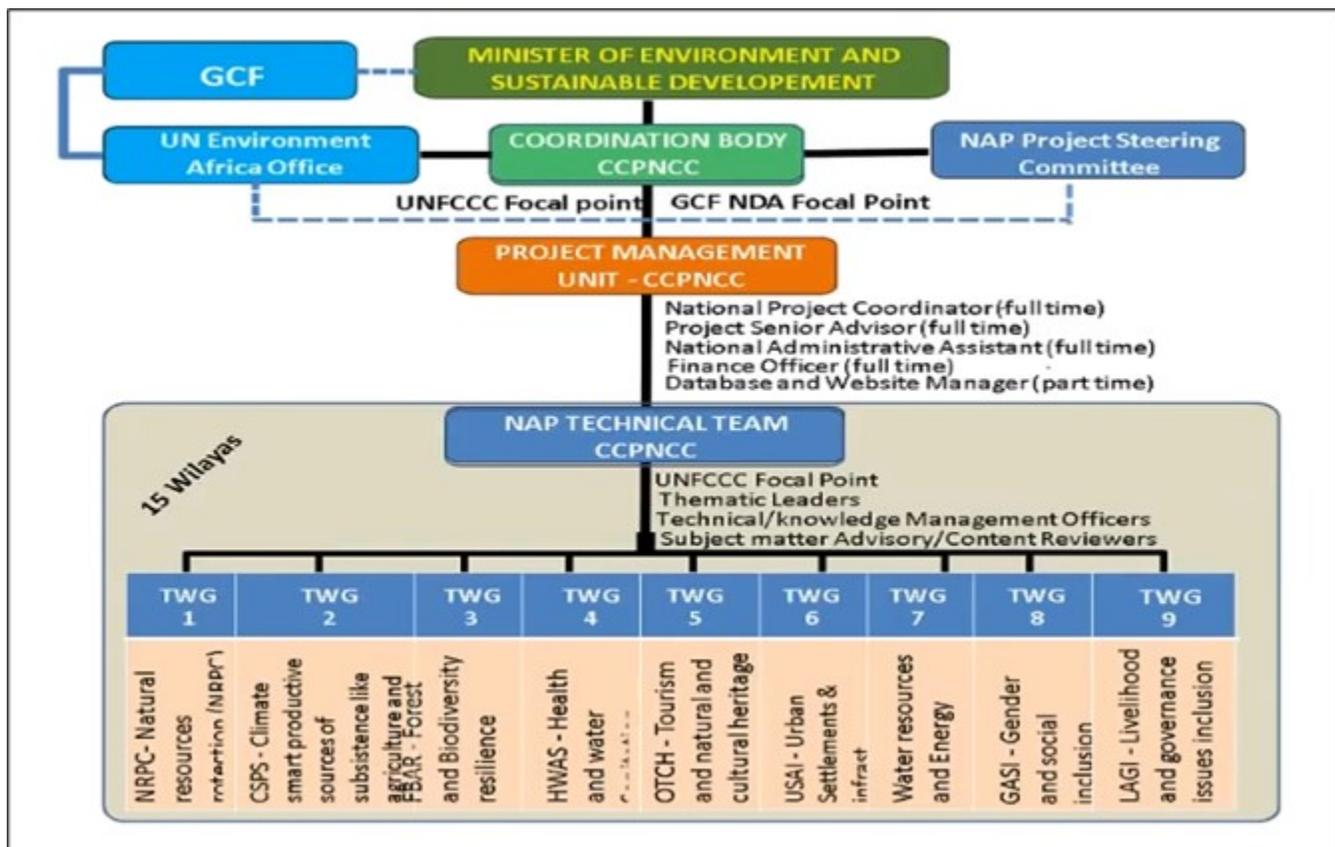 GCF
MINISTER OF ENVIRONMENT AND
SUSTAINABLE DEVELOPEMENT
UN Environment
Africa Office
COORDINATION BODY
CCPNCC
NAP Project Steering
Committee
UNFCCC Focal point
GCF NDA Focal Point
PROJECT MANAGEMENT
UNIT - CCPNCC
National Project Coordinator (full time)
Project Senior Advisor (full time)
National Administrative Assistant (full time)
Finance Officer (full time)
Database and Website Manager (part time)
15 Wilayas
NAP TECHNICAL TEAM
CCPNCC
UNFCCC Focal Point
Thematic Leaders
Technical/knowledge Management Officers
Subject matter Advisory/Content Reviewers
TWG
1
TWG
2
TWG
3
TWG
4
TWG
5
TWG
6
TWG
7
TWG
8
TWG
9
NRPC- Natural
resources
CSPS - Climate
smart productive
sources of
subsistence like
agriculture and
FBAR - Forest
and Biodiversity
resilience
HWAS - Health
and water
OTCH - Tourism
and natural and
cultural heritage
USAI - Urban
Settlements &
infrast
Water resources
and Energy
GASI - Gender
and social
inclusion
LAGI - Livelihood
and governance
issues inclusion